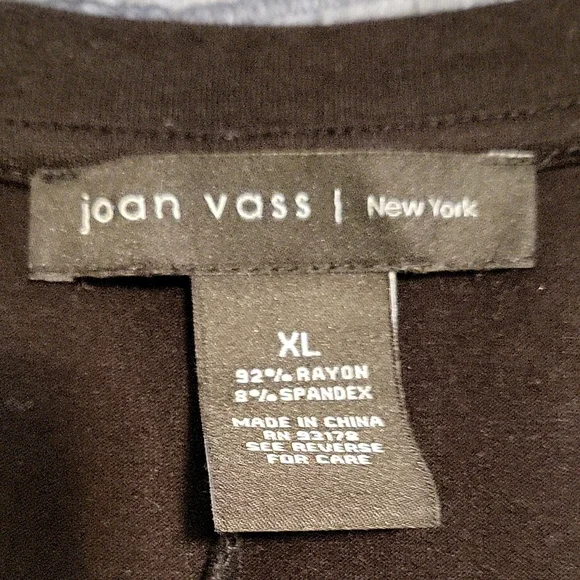 joan vass | New York
XL
92% RAYON
8% SPANDEX
MADE IN CHINA
RN 93178
SEE REVERSE
FOR CARE